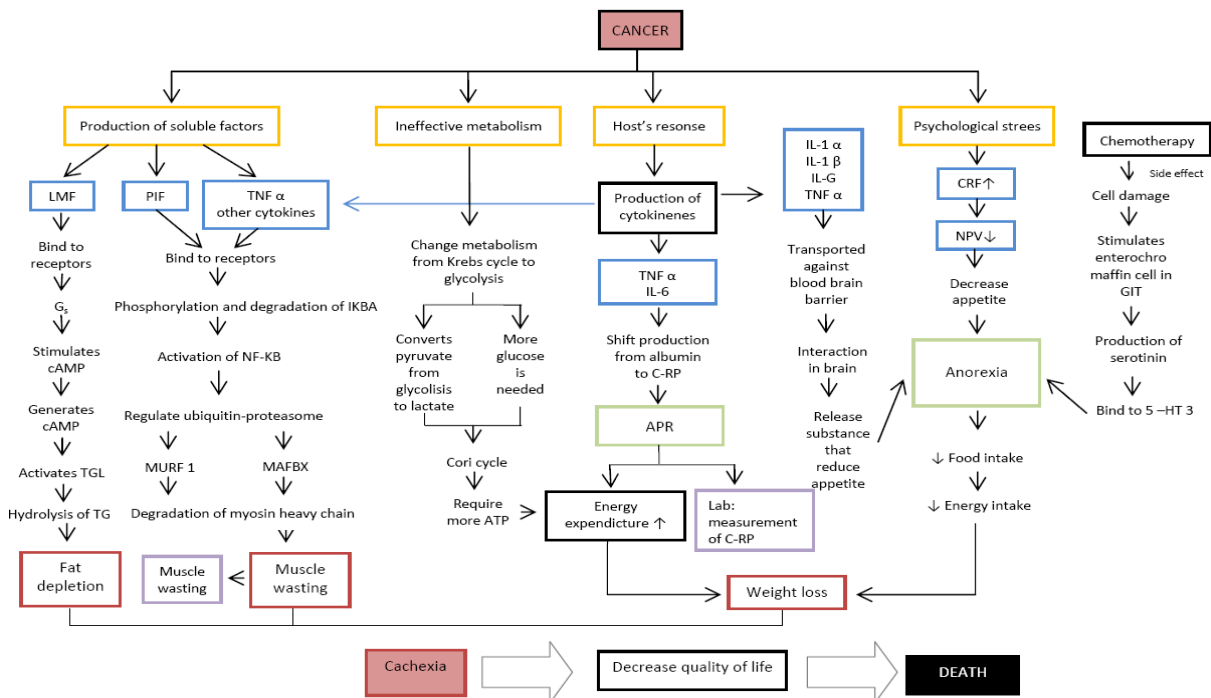 CANCER
Production of soluble factors
Ineffective metabolism
Host's resonse
Psychological strees
Chemotherapy
Side effect
LMF
PIF
TNF α
other cytokines
Production of
cytokinenes
IL-1 α
IL-1 β
IL-G
TNF α
CRF↑
NPV↓
Cell damage
Bind to
receptors
Bind to receptors
Change metabolism
from Krebs cycle to
glycolysis
TNF α
IL-6
Transported
against
blood brain
barrier
Decrease
appetite
Stimulates
enterochro
maffin cell in
GIT
Gs
Phosphorylation and degradation of IKBA
Stimulates
cAMP
Activation of NF-KB
Converts
pyruvate
from
glycolisis
to lactate
More
glucose
is
needed
Shift production
from albumin
to C-RP
Interaction
in brain
Anorexia
Production of
serotinin
Generates
cAMP
Regulate ubiquitin-proteasome
APR
Release
substance
that
reduce
appetite
Bind to 5 –HT 3
Activates TGL
MURF 1
MAFBX
Cori cycle
↓ Food intake
Hydrolysis of TG
Degradation of myosin heavy chain
Require
more ATP
Energy
expendicture ↑
Lab:
measurement
of C-RP
↓ Energy intake
Fat
depletion
Muscle
wasting
Muscle
wasting
Weight loss
Cachexia
Decrease quality of life
DEATH